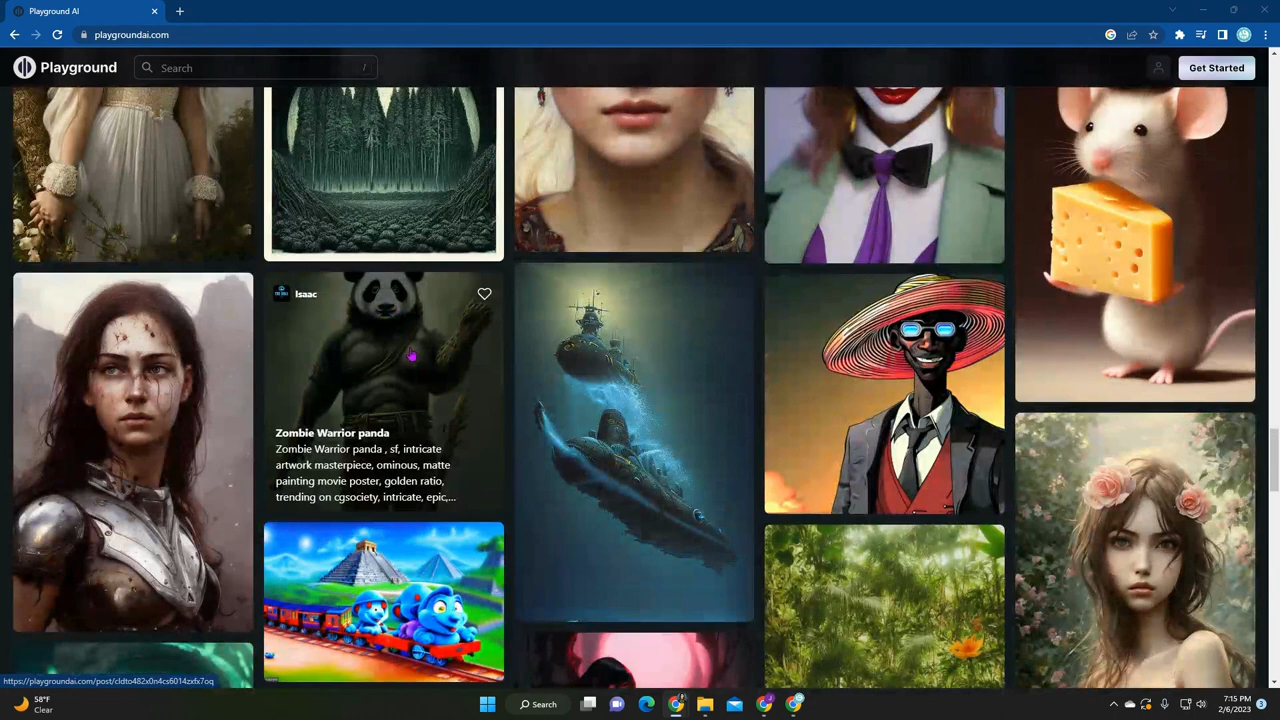 Playground AI
playgroundai.com
Playground
Search
/
Get Started
Isaac
Zombie Warrior panda
Zombie Warrior panda , sf, intricate
artwork masterpiece, ominous, matte
painting movie poster, golden ratio,
trending on cgsociety, intricate, epic,...
https://playgroundai.com/post/cldto482x0n4cs6014zxfx7oq
58°F
Clear
Search
7:15 PM
2/6/2023
3